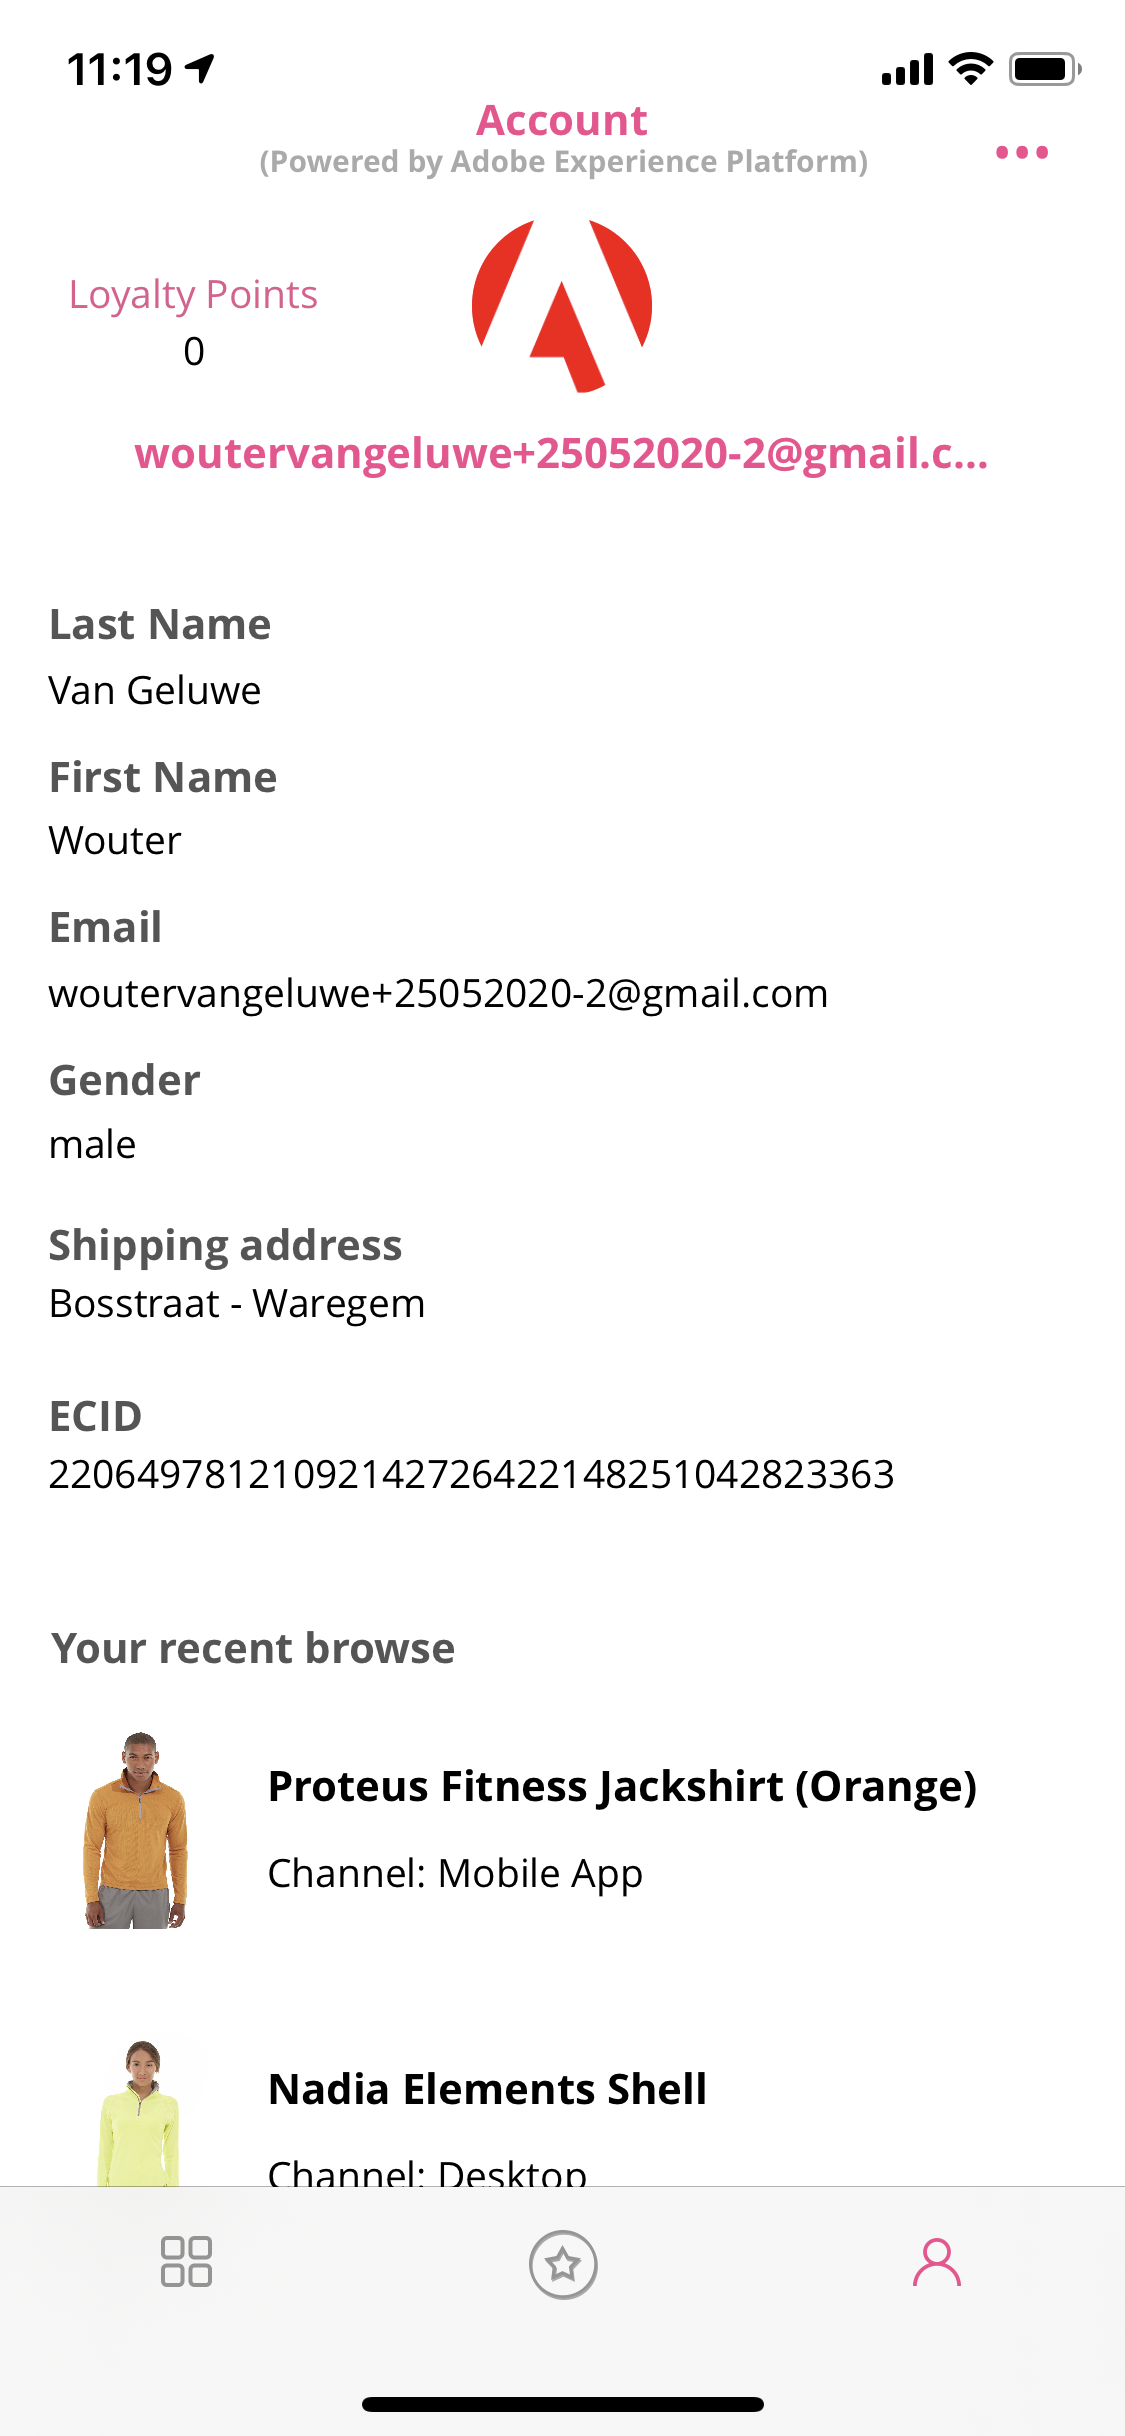 11:19
Account
(Powered by Adobe Experience Platform)
Loyalty Points
0
woutervangeluwe+25052020-2@gmail.c...
Last Name
Van Geluwe
First Name
Wouter
Email
woutervangeluwe+25052020-2@gmail.com
Gender
male
Shipping address
Bosstraat - Waregem
ECID
22064978121092142726422148251042823363
Your recent browse
Proteus Fitness Jackshirt (Orange)
Channel: Mobile App
Nadia Elements Shell
Channel: Desktop